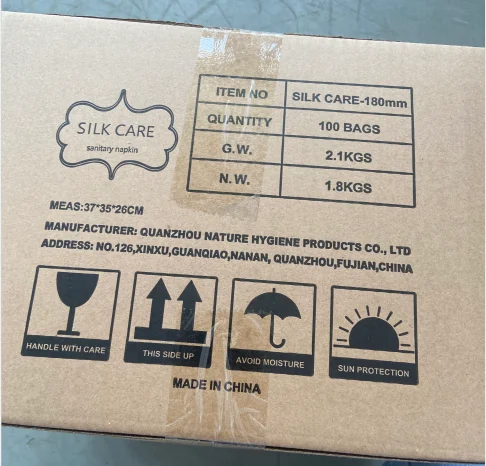 SILK CARE
sanitary napkin
ITEM NO SILK CARE-180mm
QUANTITY 100 BAGS
G.W. 2.1KGS
N.W. 1.8KGS
MEAS:37*35*26CM
MANUFACTURER: QUANZHOU NATURE HYGIENE PRODUCTS CO., LTD
ADDRESS: NO.126,XINXU,GUANQIAO,NANAN, QUANZHOU,FUJIAN,CHINA
HANDLE WITH CARE
THIS SIDE UP
AVOID MOISTURE
SUN PROTECTION
MADE IN CHINA